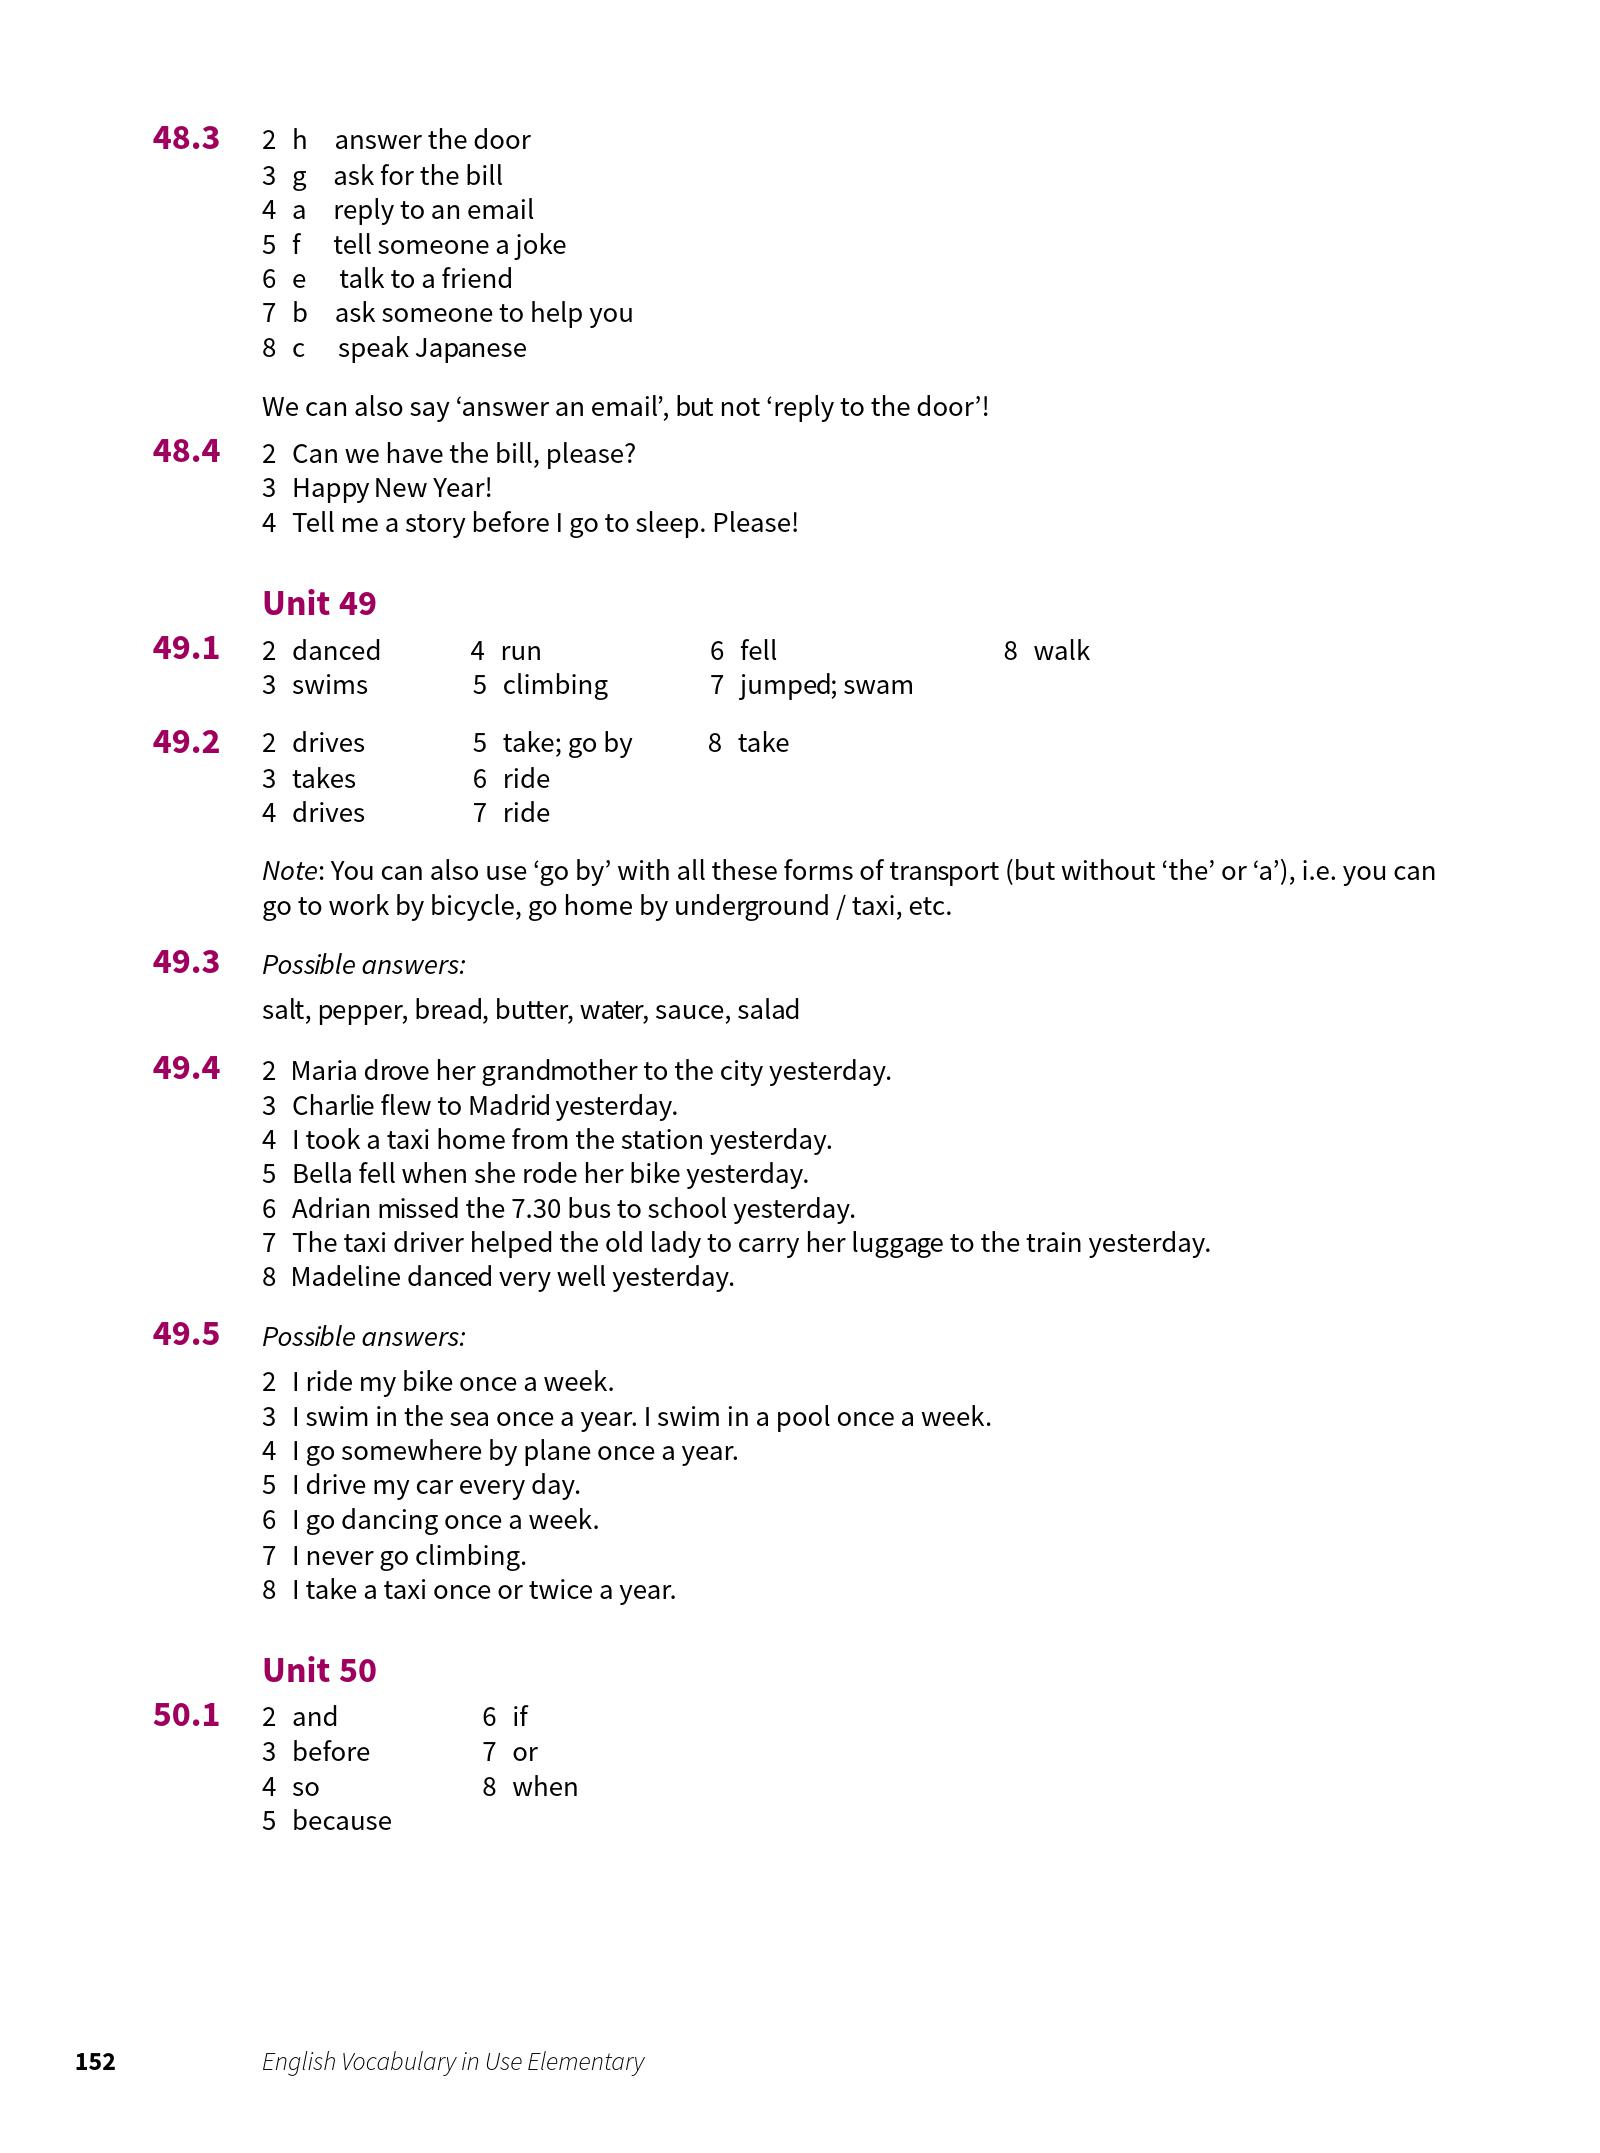 48.3 2 h answer the door
3 g ask for the bill
4 a reply to an email
5 f tell someone a joke
6 e talk to a friend
7 b ask someone to help you
8 c speak Japanese
We can also say ‘answer an email’, but not ‘reply to the door’!
48.4 2 Can we have the bill, please?
3 Happy New Year!
4 Tell me a story before I go to sleep. Please!
Unit 49
49.1 2 danced 4 run 6 fell 8 walk
3 swims 5 climbing 7 jumped; swam
49.2 2 drives 5 take; go by 8 take
3 takes 6 ride
4 drives 7 ride
Note: You can also use ‘go by’ with all these forms of transport (but without ‘the’ or ‘a’), i.e. you can
go to work by bicycle, go home by underground / taxi, etc.
49.3 Possible answers:
salt, pepper, bread, butter, water, sauce, salad
49.4 2 Maria drove her grandmother to the city yesterday.
3 Charlie flew to Madrid yesterday.
4 I took a taxi home from the station yesterday.
5 Bella fell when she rode her bike yesterday.
6 Adrian missed the 7.30 bus to school yesterday.
7 The taxi driver helped the old lady to carry her luggage to the train yesterday.
8 Madeline danced very well yesterday.
49.5 Possible answers:
2 I ride my bike once a week.
3 I swim in the sea once a year. I swim in a pool once a week.
4 I go somewhere by plane once a year.
5 I drive my car every day.
6 I go dancing once a week.
7 I never go climbing.
8 I take a taxi once or twice a year.
Unit 50
50.1 2 and 6 if
3 before 7 or
4 so 8 when
5 because
152 English Vocabulary in Use Elementary